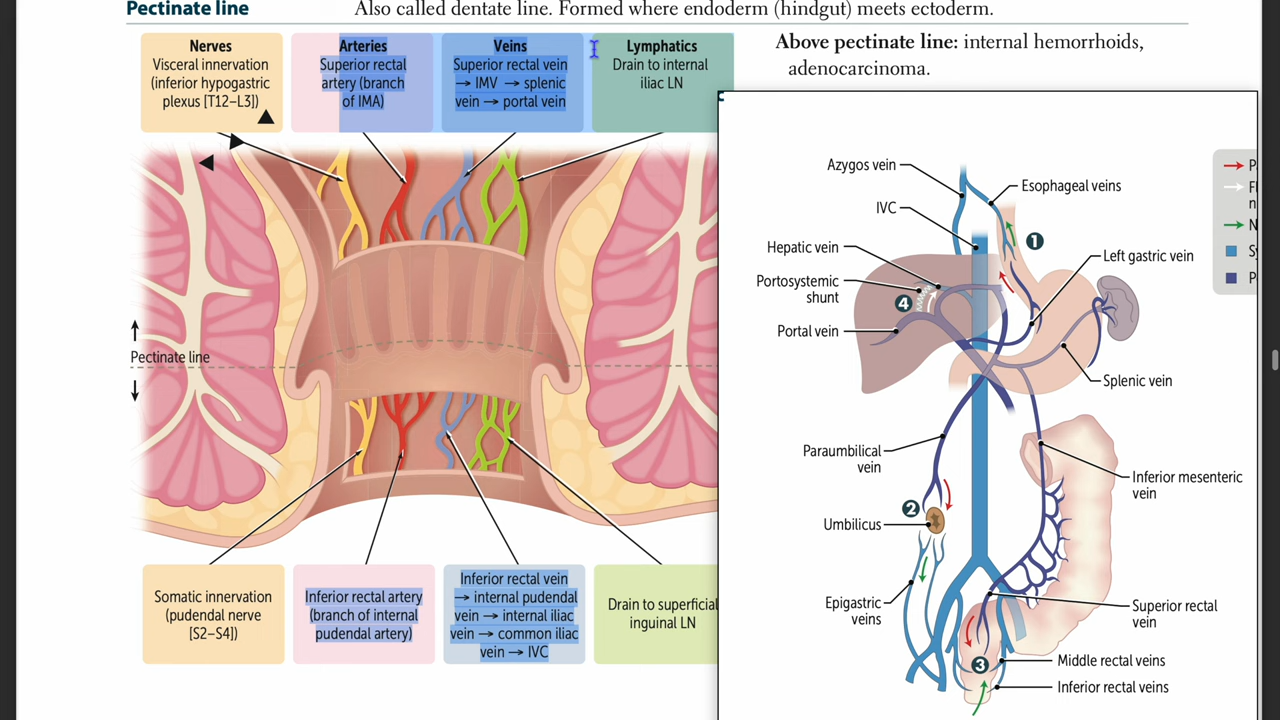 Pectinate line
Also called dentate line. Formed where endoderm (hindgut) meets ectoderm.
Nerves
Visceral innervation
(inferior hypogastric
plexus [T12–L3])
Arteries
Superior rectal
artery (branch
of IMA)
Veins
Superior rectal vein
→ IMV → splenic
vein → portal vein
Lymphatics
Drain to internal
iliac LN
Above pectinate line: internal hemorrhoids,
adenocarcinoma.
Pectinate line
Somatic innervation
(pudendal nerve
[S2–S4])
Inferior rectal artery
(branch of internal
pudendal artery)
Inferior rectal vein
→ internal pudendal
vein → internal iliac
vein → common iliac
vein → IVC
Drain to superficial
inguinal LN
Azygos vein
Esophageal veins
IVC
1
Hepatic vein
Left gastric vein
Portosystemic
shunt
4
Portal vein
Splenic vein
Paraumbilical
vein
Inferior mesenteric
vein
2
Umbilicus
Epigastric
veins
Superior rectal
vein
3
Middle rectal veins
Inferior rectal veins